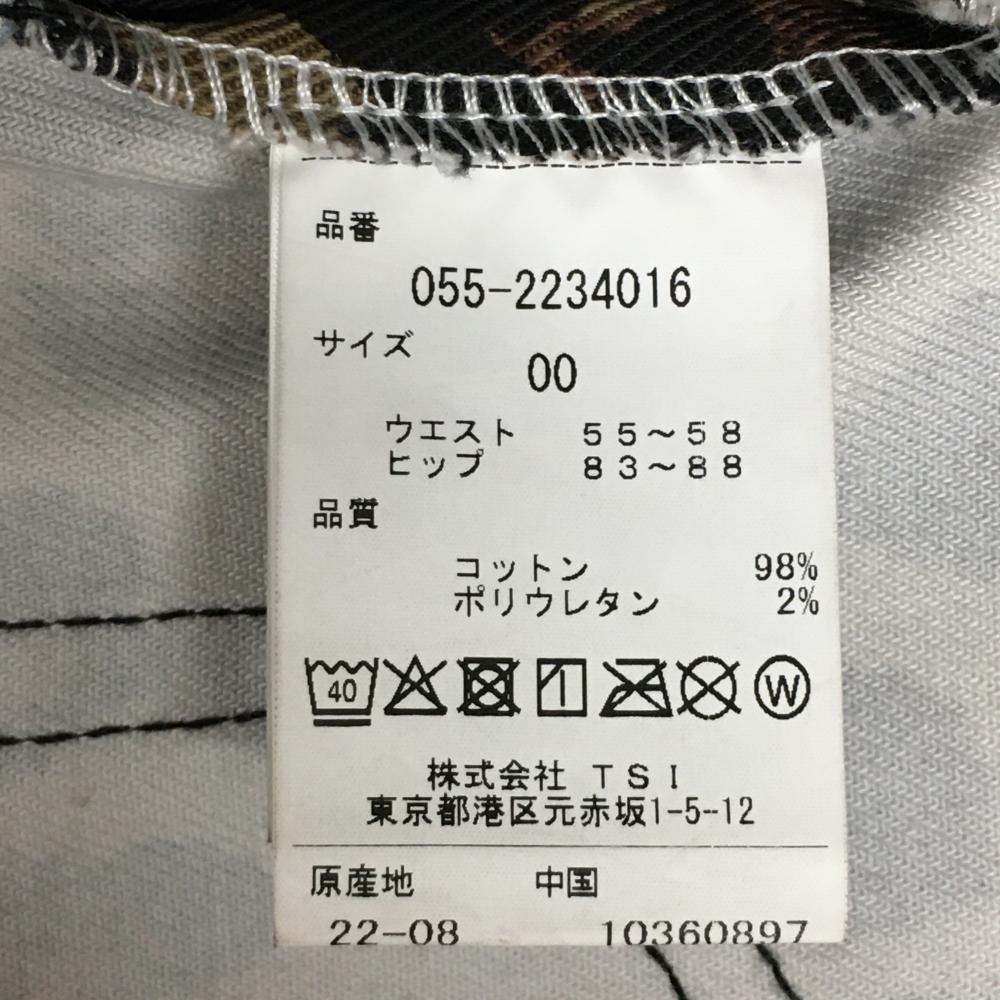 品番
055-2234016
サイズ
00
ウエスト 55～58
ヒップ 83～88
品質
コットン 98%
ポリウレタン 2%
40 W
株式会社 TSI
東京都港区元赤坂1-5-12
原産地 中国
22-08 10360897